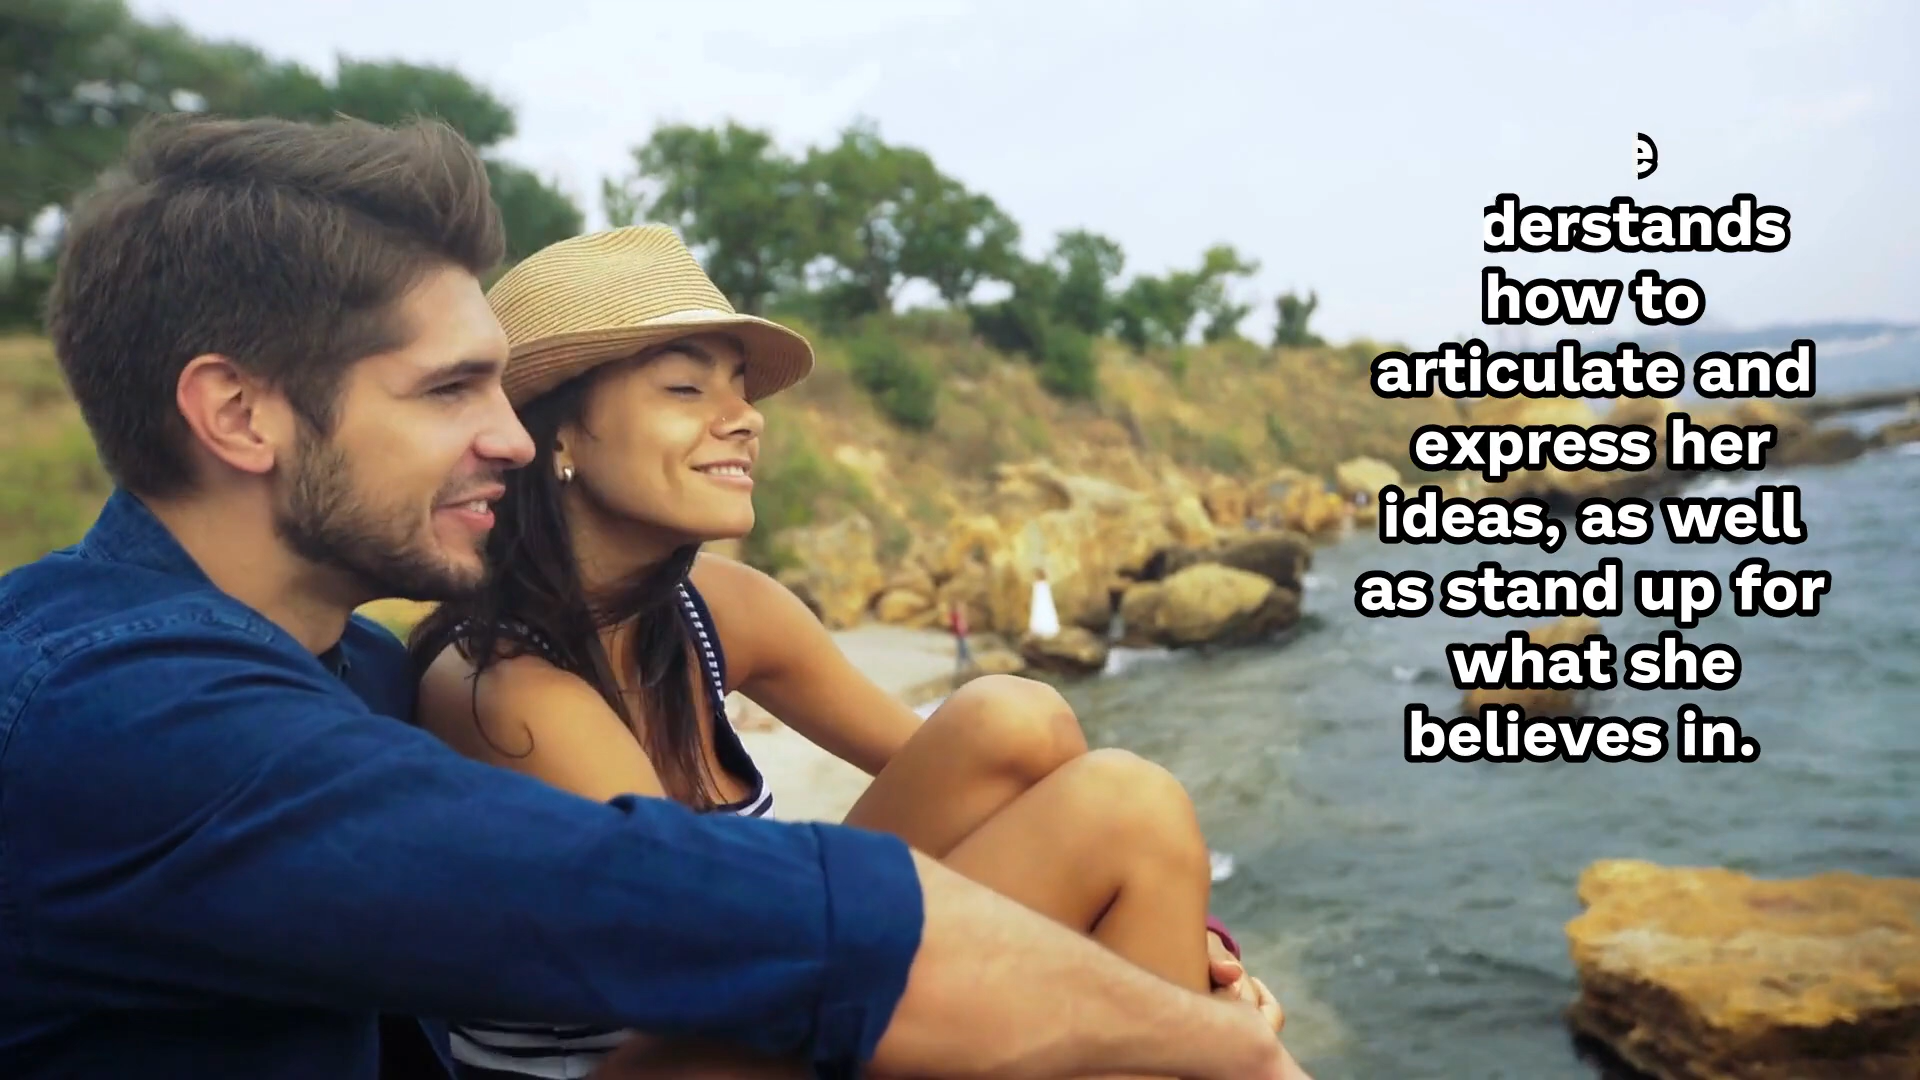 e
derstands
how to
articulate and
express her
ideas, as well
as stand up for
what she
believes in.